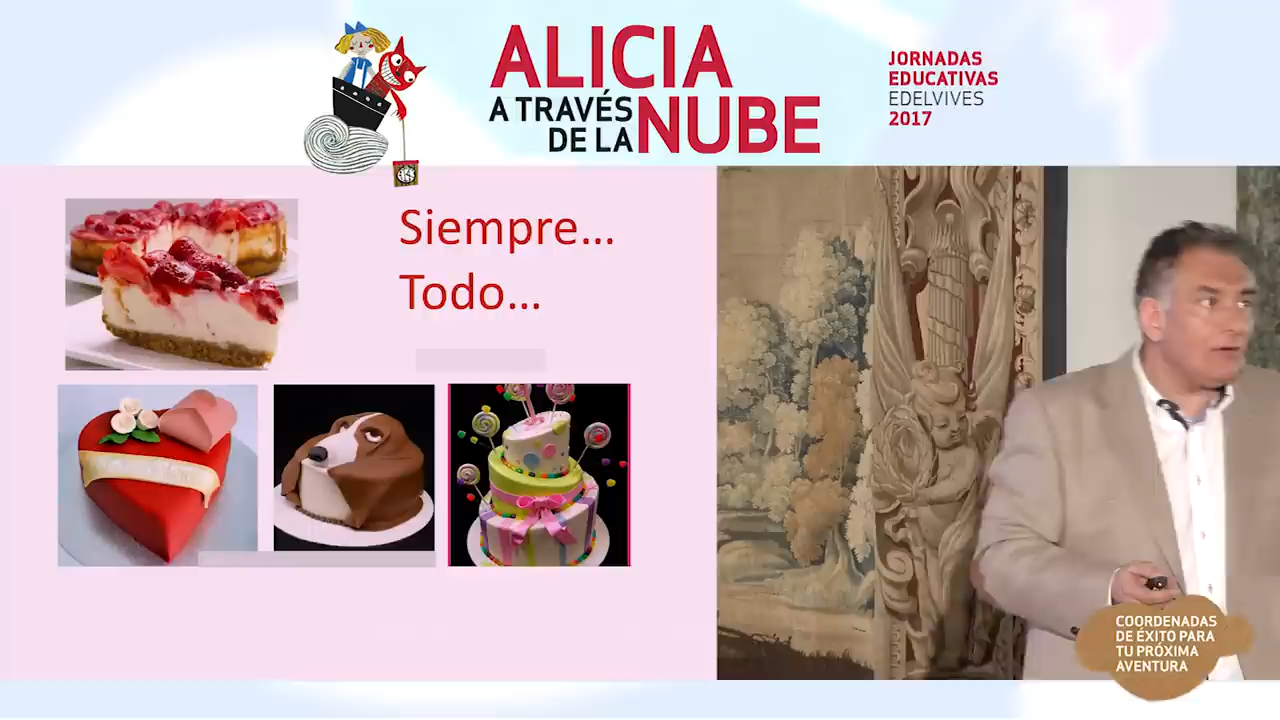 ALICIA
A TRAVÉS
DE LA NUBE
JORNADAS
EDUCATIVAS
EDELVIVES
2017
Siempre...
Todo...
COORDENADAS
DE ÉXITO PARA
TU PRÓXIMA
AVENTURA